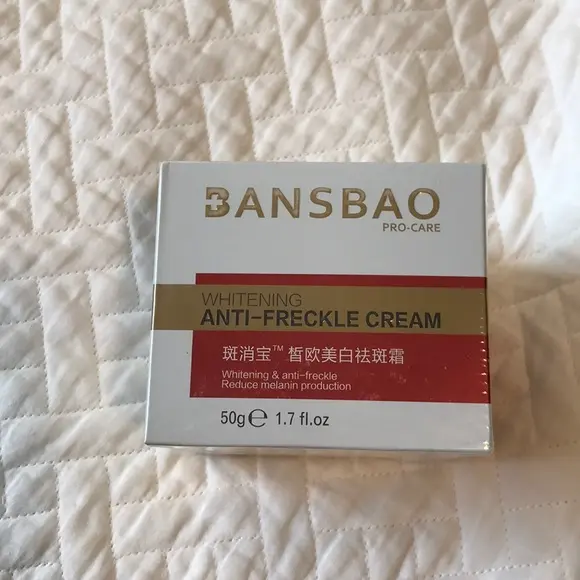 BANSBAO
PRO-CARE
WHITENING
ANTI-FRECKLE CREAM
斑消宝™ 皙欧美白祛斑霜
Whitening & anti-freckle
Reduce melanin production
50g℮ 1.7 fl.oz